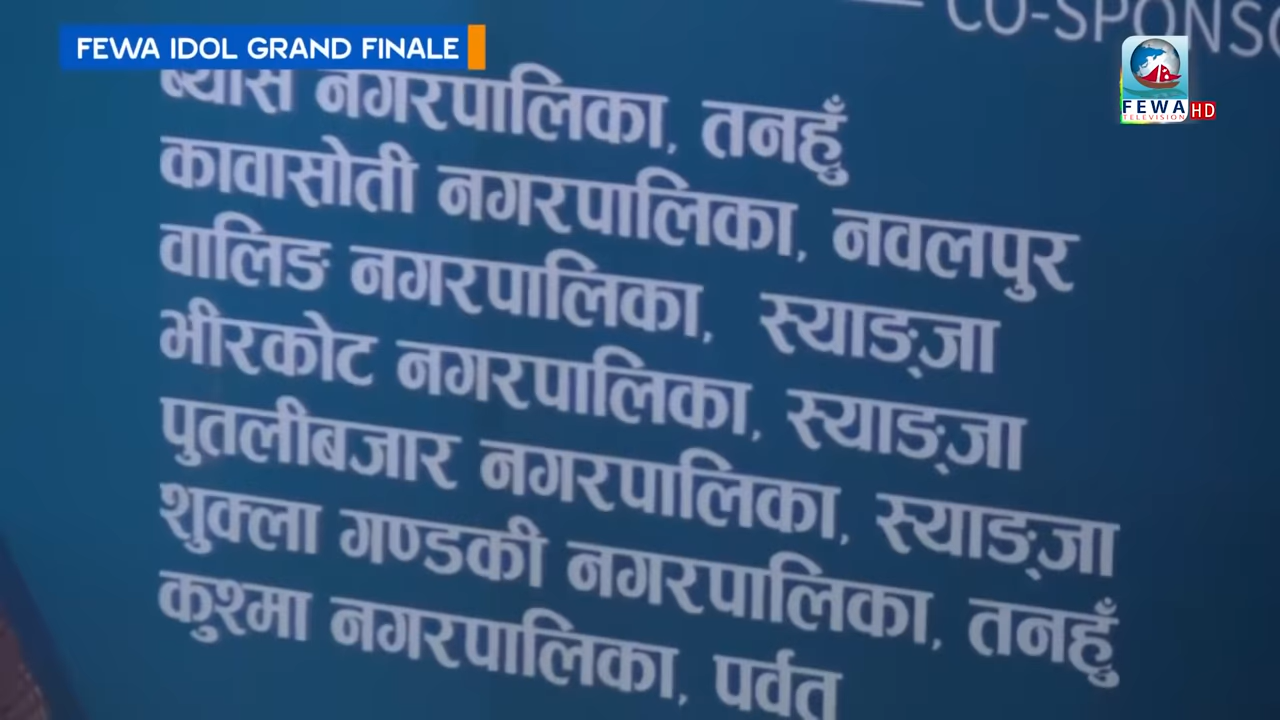 CO-SPONSO
FEWA IDOL GRAND FINALE
FEWA HD
TELEVISION
ब्यास नगरपालिका, तनहुँ
कावासोती नगरपालिका, नवलपुर
वालिङ नगरपालिका, स्याङ्जा
भीरकोट नगरपालिका, स्याङ्जा
पुतलीबजार नगरपालिका, स्याङ्जा
शुक्ला गण्डकी नगरपालिका, तनहुँ
कुश्मा नगरपालिका, पर्वत